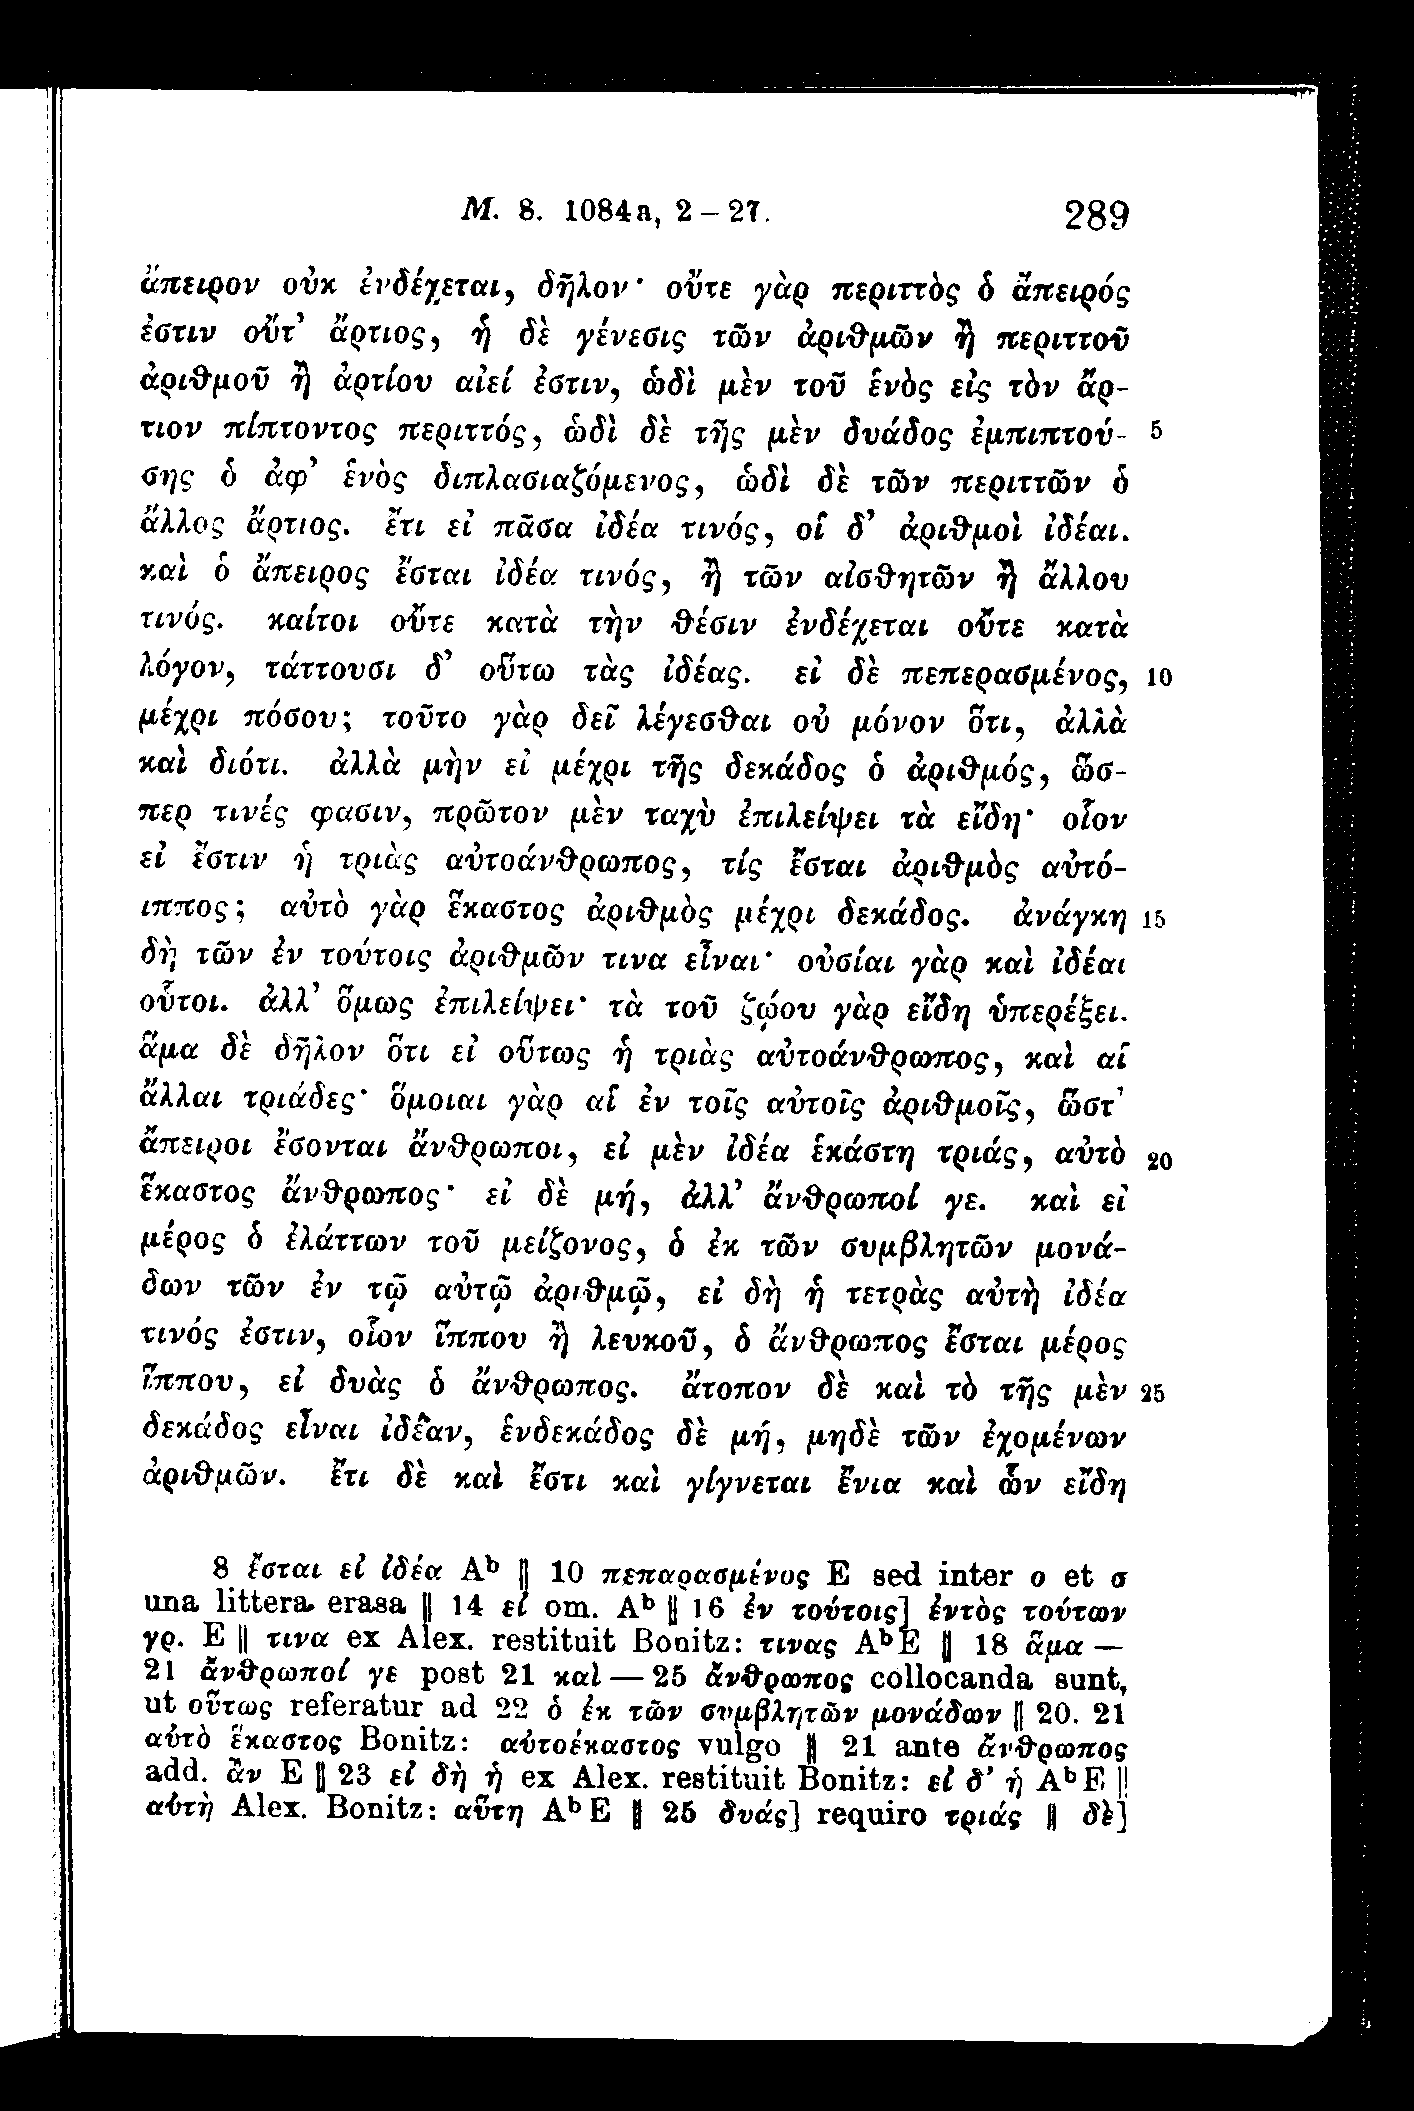 M. 8. 1084a, 2 – 27. 289
ἄπειρον οὐκ ἐνδέχεται, δῆλον· οὔτε γὰρ περιττὸς ὁ ἄπειρός
ἐστιν οὔτ’ ἄρτιος, ἡ δὲ γένεσις τῶν ἀριθμῶν ἢ περιττοῦ
ἀριθμοῦ ἢ ἀρτίου αἰεί ἐστιν, ὡδὶ μὲν τοῦ ἑνὸς εἰς τὸν ἄρ-
τιον πίπτοντος περιττός, ὡδὶ δὲ τῆς μὲν δυάδος ἐμπιπτού- 5
σης ὁ ἀφ’ ἑνὸς διπλασιαζόμενος, ὡδὶ δὲ τῶν περιττῶν ὁ
ἄλλος ἄρτιος. ἔτι εἰ πᾶσα ἰδέα τινός, οἱ δ’ ἀριθμοὶ ἰδέαι.
καὶ ὁ ἄπειρος ἔσται ἰδέα τινός, ἢ τῶν αἰσθητῶν ἢ ἄλλου
τινός. καίτοι οὔτε κατὰ τὴν θέσιν ἐνδέχεται οὔτε κατὰ
λόγον, τάττουσι δ’ οὕτω τὰς ἰδέας. εἰ δὲ πεπερασμένος, 10
μέχρι πόσου; τοῦτο γὰρ δεῖ λέγεσθαι οὐ μόνον ὅτι, ἀλλὰ
καὶ διότι. ἀλλὰ μὴν εἰ μέχρι τῆς δεκάδος ὁ ἀριθμός, ὥσ-
περ τινές φασιν, πρῶτον μὲν ταχὺ ἐπιλείψει τὰ εἴδη· οἷον
εἰ ἔστιν ἡ τριὰς αὐτοάνθρωπος, τίς ἔσται ἀριθμὸς αὐτό-
ιππος; αὐτὸ γὰρ ἕκαστος ἀριθμὸς μέχρι δεκάδος. ἀνάγκη 15
δὴ τῶν ἐν τούτοις ἀριθμῶν τινα εἶναι· οὐσίαι γὰρ καὶ ἰδέαι
οὗτοι. ἀλλ’ ὅμως ἐπιλείψει· τὰ τοῦ ζῴου γὰρ εἴδη ὑπερέξει.
ἅμα δὲ δῆλον ὅτι εἰ οὕτως ἡ τριὰς αὐτοάνθρωπος, καὶ αἱ
ἄλλαι τριάδες· ὅμοιαι γὰρ αἱ ἐν τοῖς αὐτοῖς ἀριθμοῖς, ὥστ’
ἄπειροι ἔσονται ἄνθρωποι, εἰ μὲν ἰδέα ἑκάστη τριάς, αὐτὸ 20
ἕκαστος ἄνθρωπος· εἰ δὲ μή, ἀλλ’ ἄνθρωποί γε. καὶ εἰ
μέρος ὁ ἐλάττων τοῦ μείζονος, ὁ ἐκ τῶν συμβλητῶν μονά-
δων τῶν ἐν τῷ αὐτῷ ἀριθμῷ, εἰ δὴ ἡ τετρὰς αὐτὴ ἰδέα
τινός ἐστιν, οἷον ἵππου ἢ λευκοῦ, ὁ ἄνθρωπος ἔσται μέρος
ἵππου, εἰ δυὰς ὁ ἄνθρωπος. ἄτοπον δὲ καὶ τὸ τῆς μὲν 25
δεκάδος εἶναι ἰδέαν, ἑνδεκάδος δὲ μή, μηδὲ τῶν ἐχομένων
ἀριθμῶν. ἔτι δὲ καὶ ἔστι καὶ γίγνεται ἔνια καὶ ὧν εἴδη
8 ἔσται εἰ ἰδέα Aᵇ || 10 πεπαρασμένος E sed inter ο et σ
una littera erasa || 14 εἰ om. Aᵇ || 16 ἐν τούτοις] ἐντὸς τούτων
γρ. E || τινα ex Alex. restituit Bonitz: τινας AᵇE || 18 ἅμα —
21 ἄνθρωποί γε post 21 καὶ — 25 ἄνθρωπος collocanda sunt,
ut οὕτως referatur ad 22 ὁ ἐκ τῶν συμβλητῶν μονάδων || 20. 21
αὐτὸ ἕκαστος Bonitz: αὐτοέκαστος vulgo || 21 ante ἄνθρωπος
add. ἂν E || 23 εἰ δὴ ἡ ex Alex. restituit Bonitz: εἰ δ’ ἡ AᵇE ||
αὐτὴ Alex. Bonitz: αὕτη AᵇE || 25 δυάς] requiro τριάς || δὲ]